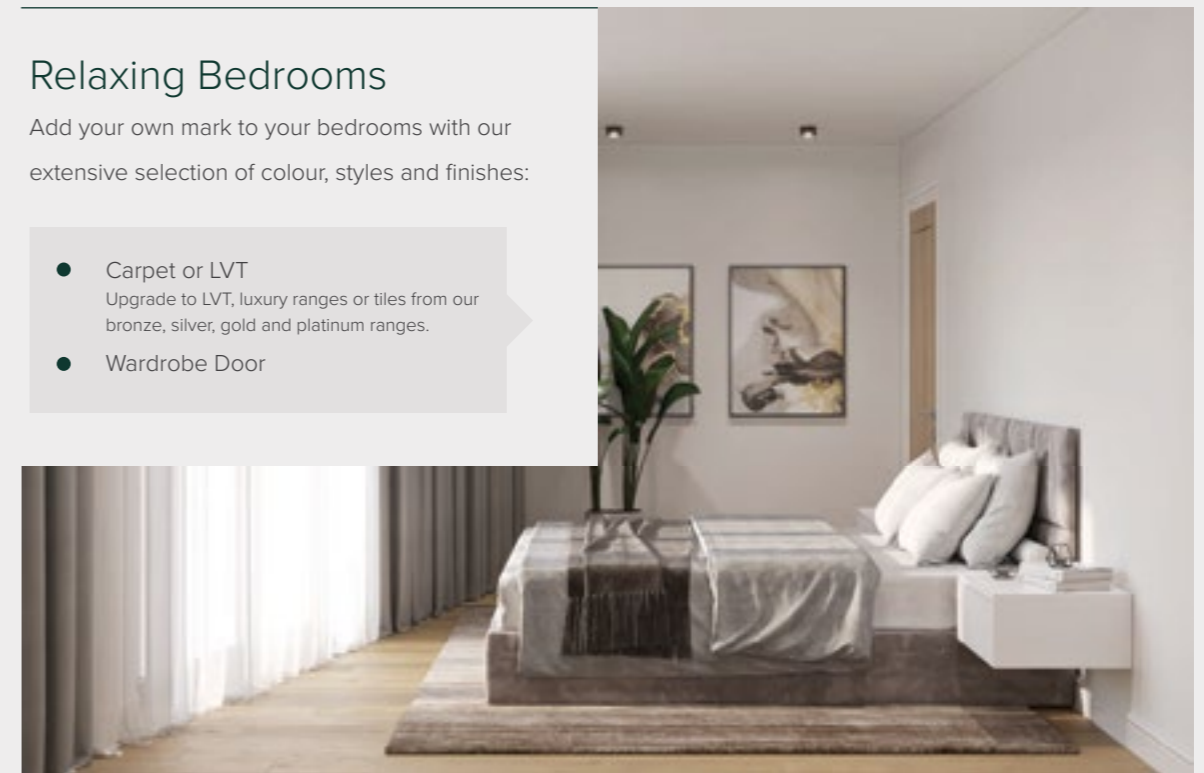 Relaxing Bedrooms
Add your own mark to your bedrooms with our
extensive selection of colour, styles and finishes:
Carpet or LVT
Upgrade to LVT, luxury ranges or tiles from our
bronze, silver, gold and platinum ranges.
Wardrobe Door